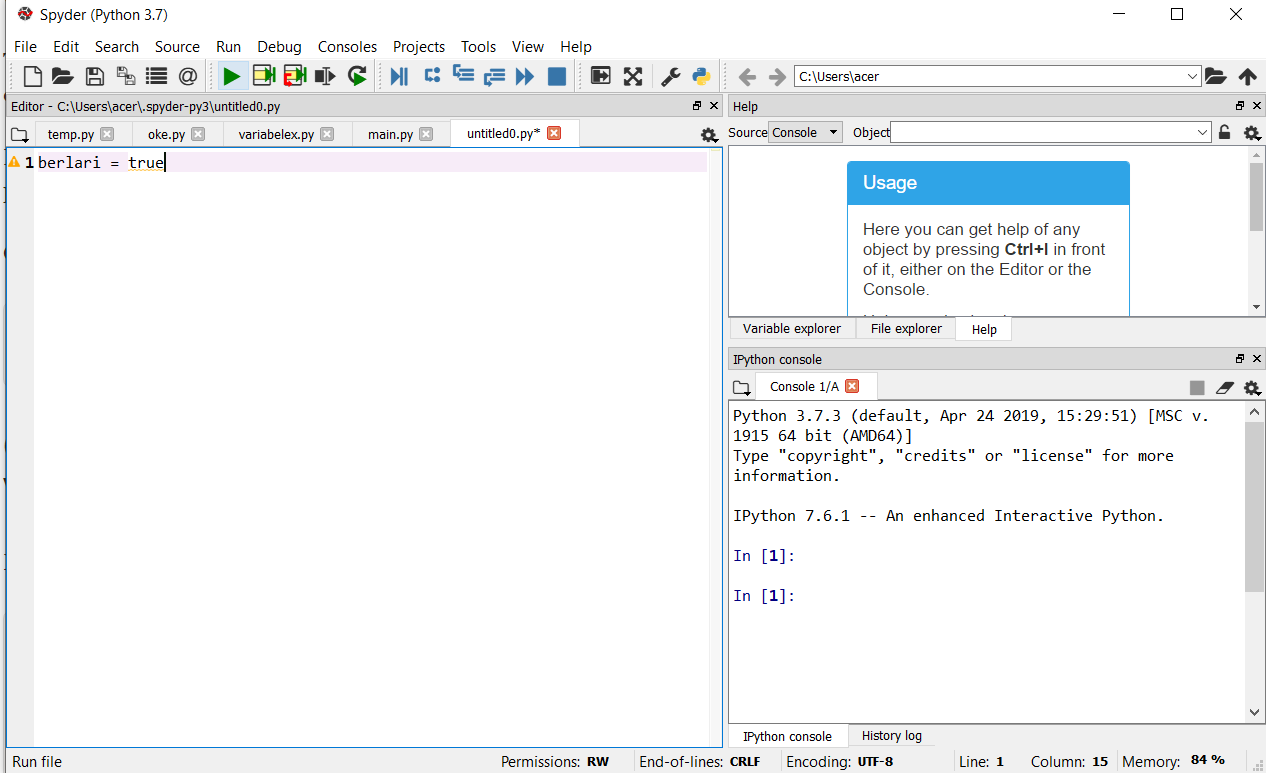 Spyder (Python 3.7)
File Edit Search Source Run Debug Consoles Projects Tools View Help
C:\Users\acer
Editor - C:\Users\acer\.spyder-py3\untitled0.py
temp.py oke.py variabelex.py main.py untitled0.py*
1 berlari = true
Help
Source Console Object
Usage
Here you can get help of any
object by pressing Ctrl+I in front
of it, either on the Editor or the
Console.
Variable explorer File explorer Help
IPython console
Console 1/A
Python 3.7.3 (default, Apr 24 2019, 15:29:51) [MSC v.
1915 64 bit (AMD64)]
Type "copyright", "credits" or "license" for more
information.
IPython 7.6.1 -- An enhanced Interactive Python.
In [1]:
In [1]:
IPython console History log
Run file Permissions: RW End-of-lines: CRLF Encoding: UTF-8 Line: 1 Column: 15 Memory: 84 %